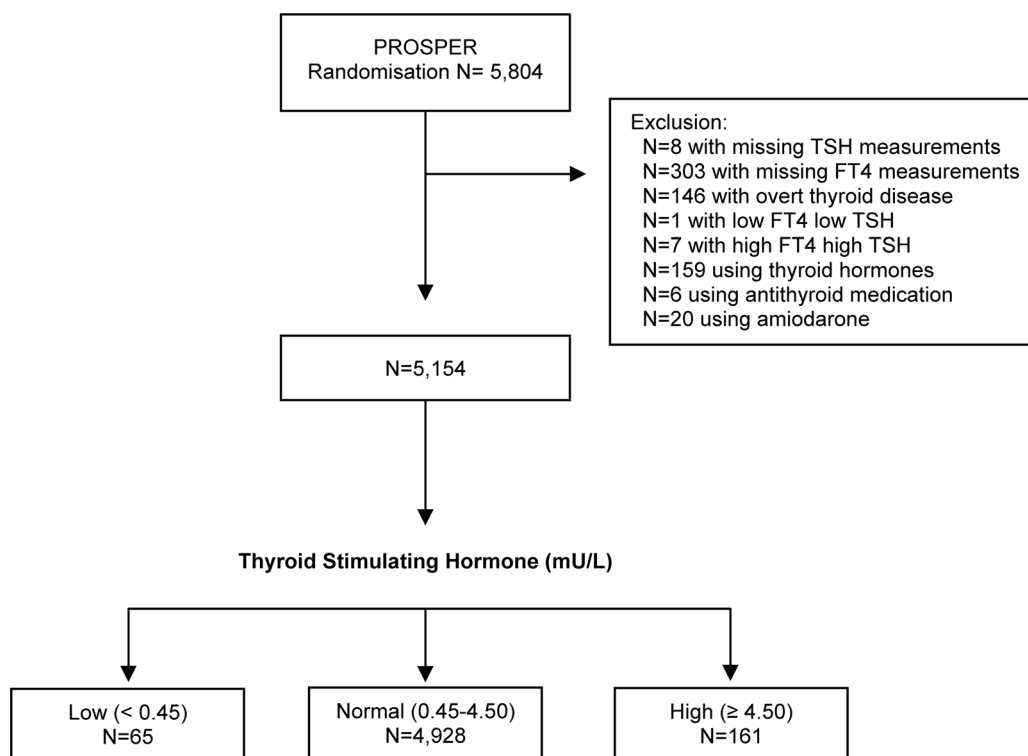 PROSPER
Randomisation N= 5,804
Exclusion:
N=8 with missing TSH measurements
N=303 with missing FT4 measurements
N=146 with overt thyroid disease
N=1 with low FT4 low TSH
N=7 with high FT4 high TSH
N=159 using thyroid hormones
N=6 using antithyroid medication
N=20 using amiodarone
N=5,154
Thyroid Stimulating Hormone (mU/L)
Low (< 0.45)
N=65
Normal (0.45-4.50)
N=4,928
High (≥ 4.50)
N=161